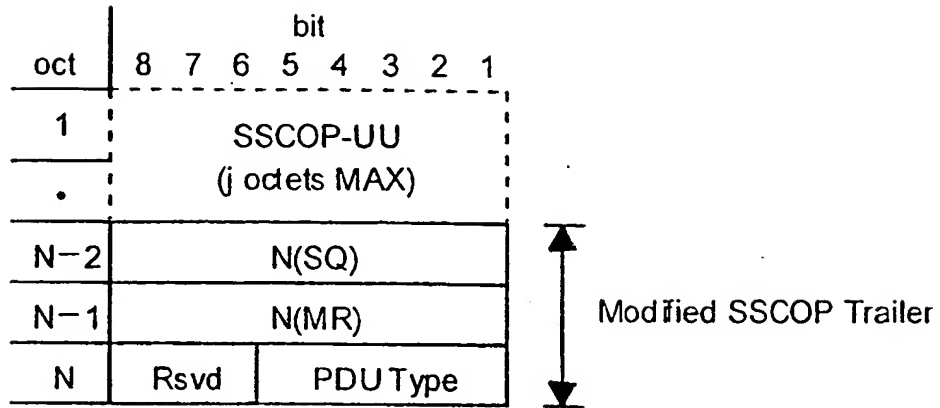 bit
oct 8 7 6 5 4 3 2 1
1 SSCOP-UU
(j octets MAX)
•
N-2 N(SQ)
N-1 N(MR) Modified SSCOP Trailer
N Rsvd PDU Type